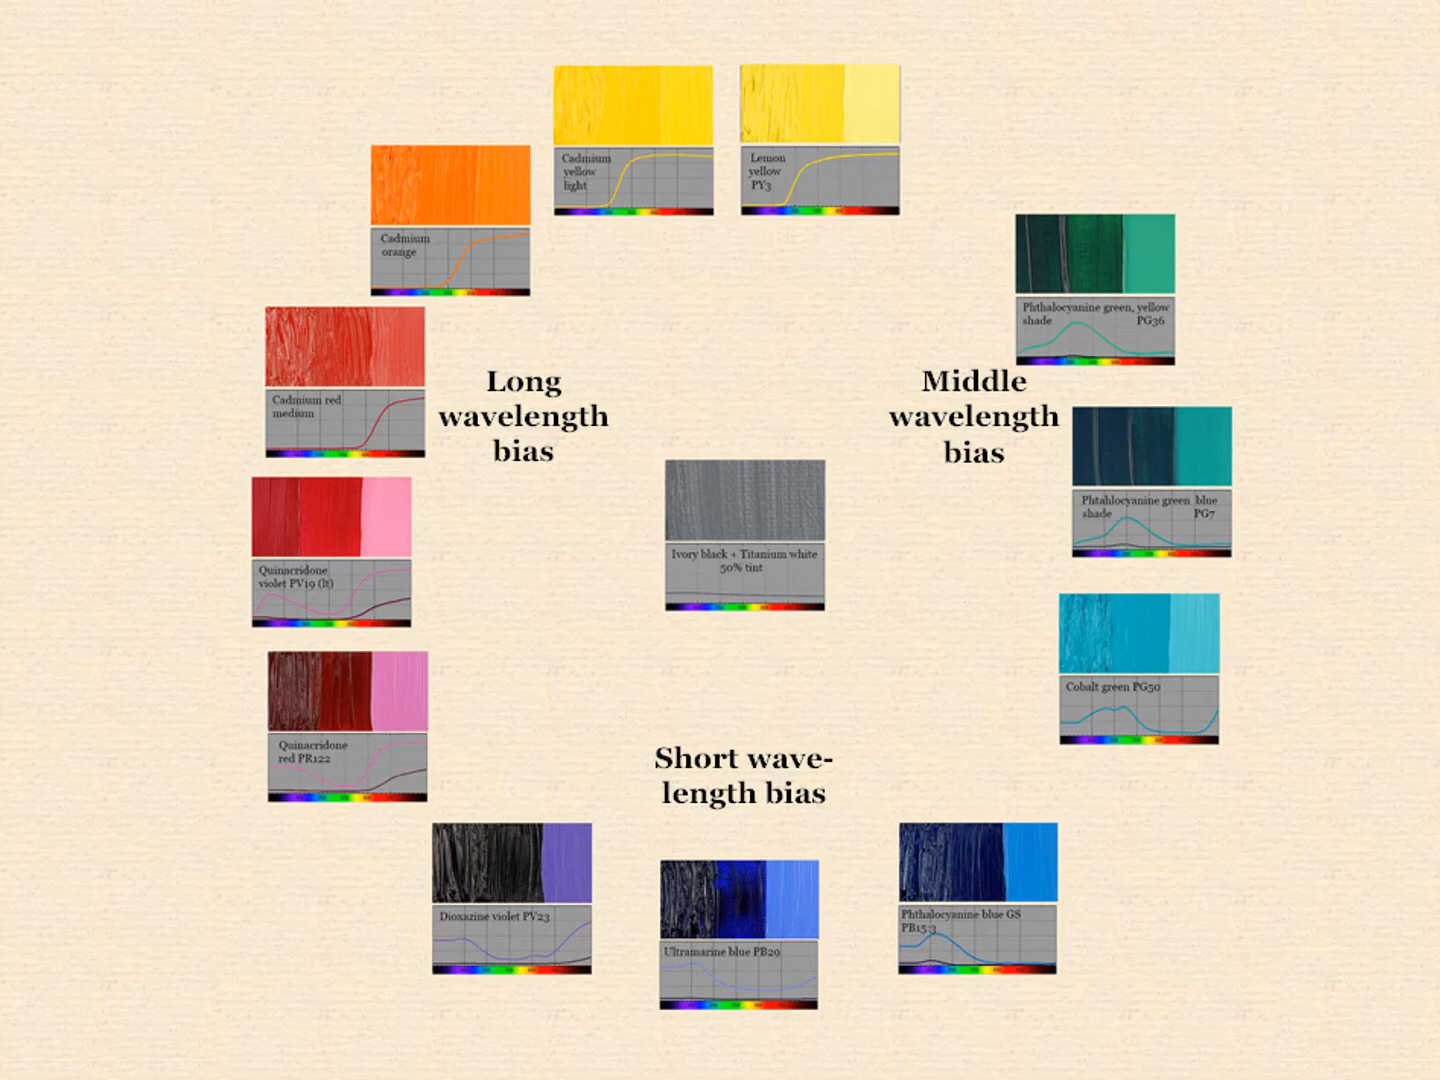 Cadmium
yellow
light
Lemon
yellow
PY3
Cadmium
orange
Phthalocyanine green, yellow
shade PG36
Cadmium red
medium
Long
wavelength
bias
Middle
wavelength
bias
Phtahlocyanine green blue
shade PG7
Ivory black + Titanium white
50% tint
Quinacridone
violet PV19 (lt)
Cobalt green PG50
Quinacridone
red PR122
Short wave-
length bias
Dioxazine violet PV23
Ultramarine blue PB29
Phthalocyanine blue GS
PB15:3